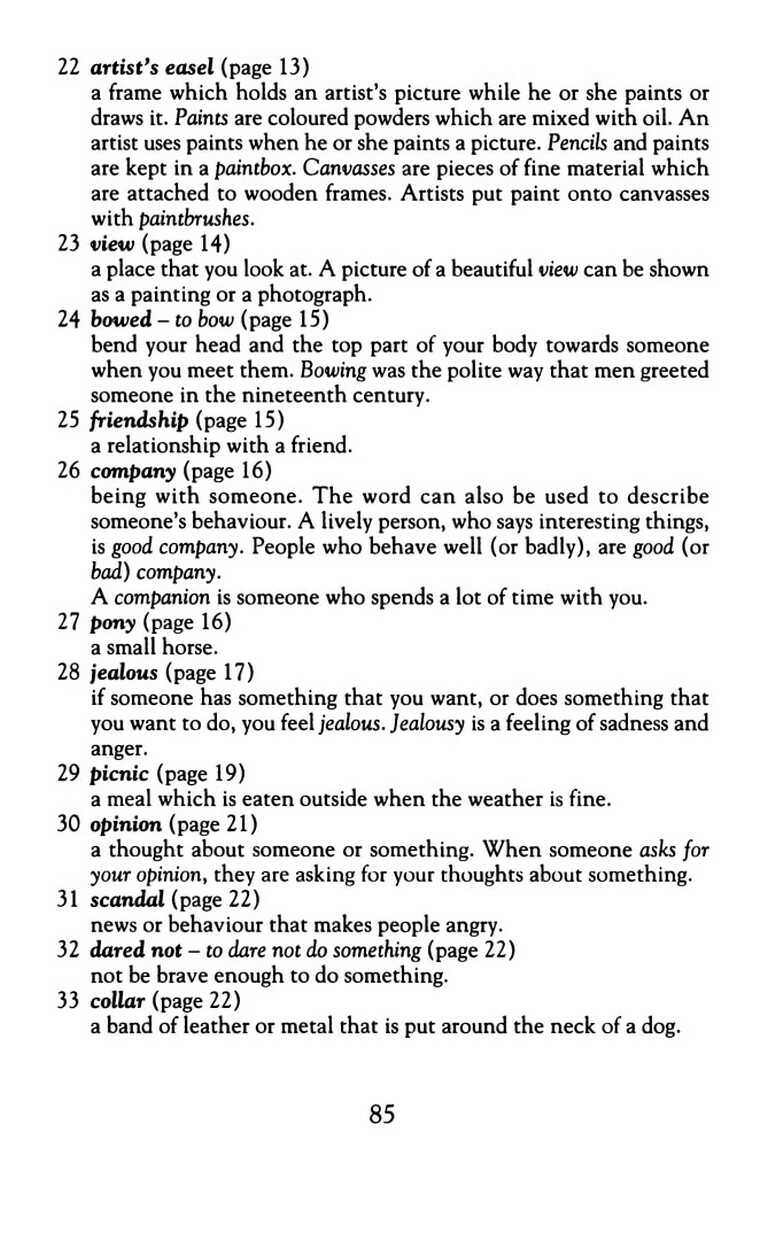 22 artist's easel (page 13)
a frame which holds an artist's picture while he or she paints or
draws it. Paints are coloured powders which are mixed with oil. An
artist uses paints when he or she paints a picture. Pencils and paints
are kept in a paintbox. Canvasses are pieces of fine material which
are attached to wooden frames. Artists put paint onto canvasses
with paintbrushes.
23 view (page 14)
a place that you look at. A picture of a beautiful view can be shown
as a painting or a photograph.
24 bowed – to bow (page 15)
bend your head and the top part of your body towards someone
when you meet them. Bowing was the polite way that men greeted
someone in the nineteenth century.
25 friendship (page 15)
a relationship with a friend.
26 company (page 16)
being with someone. The word can also be used to describe
someone's behaviour. A lively person, who says interesting things,
is good company. People who behave well (or badly), are good (or
bad) company.
A companion is someone who spends a lot of time with you.
27 pony (page 16)
a small horse.
28 jealous (page 17)
if someone has something that you want, or does something that
you want to do, you feel jealous. Jealousy is a feeling of sadness and
anger.
29 picnic (page 19)
a meal which is eaten outside when the weather is fine.
30 opinion (page 21)
a thought about someone or something. When someone asks for
your opinion, they are asking for your thoughts about something.
31 scandal (page 22)
news or behaviour that makes people angry.
32 dared not – to dare not do something (page 22)
not be brave enough to do something.
33 collar (page 22)
a band of leather or metal that is put around the neck of a dog.
85